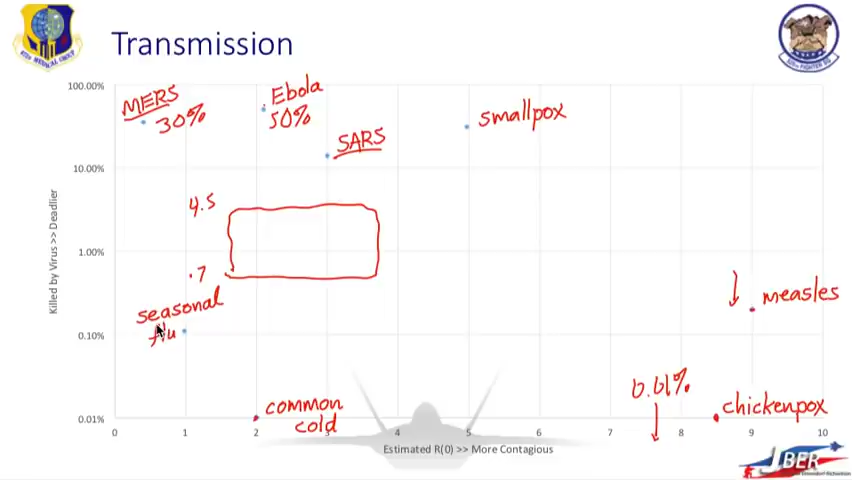 Transmission
100.00%
MERS
30%
Ebola
50%
SARS
smallpox
10.00%
4.5
1.00%
.7
measles
seasonal
flu
0.10%
0.01%
common
cold
0.01%
chickenpox
0 1 2 3 4 5 6 7 8 9 10
Estimated R(0) >> More Contagious
Killed by Virus >> Deadlier
JBER